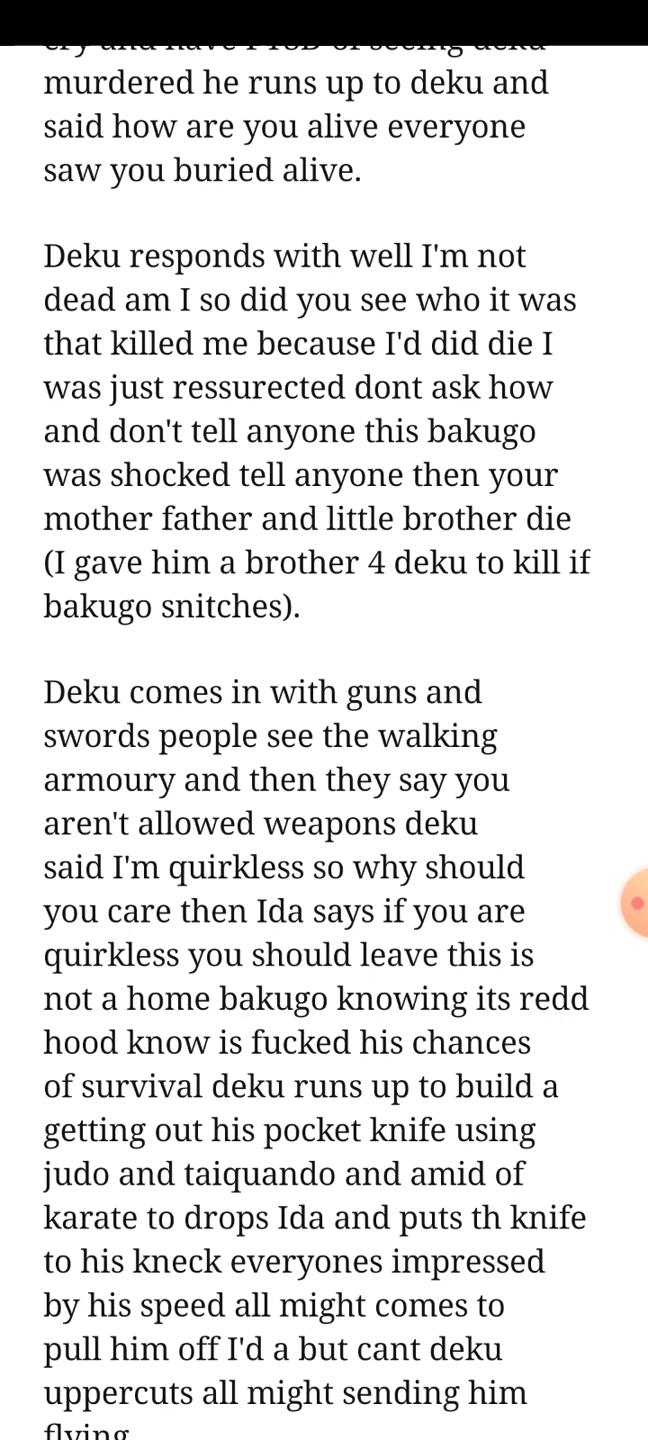 cry and have PTSD of seeing deku
murdered he runs up to deku and
said how are you alive everyone
saw you buried alive.
Deku responds with well I'm not
dead am I so did you see who it was
that killed me because I'd did die I
was just ressurected dont ask how
and don't tell anyone this bakugo
was shocked tell anyone then your
mother father and little brother die
(I gave him a brother 4 deku to kill if
bakugo snitches).
Deku comes in with guns and
swords people see the walking
armoury and then they say you
aren't allowed weapons deku
said I'm quirkless so why should
you care then Ida says if you are
quirkless you should leave this is
not a home bakugo knowing its redd
hood know is fucked his chances
of survival deku runs up to build a
getting out his pocket knife using
judo and taiquando and amid of
karate to drops Ida and puts th knife
to his kneck everyones impressed
by his speed all might comes to
pull him off I'd a but cant deku
uppercuts all might sending him
flying